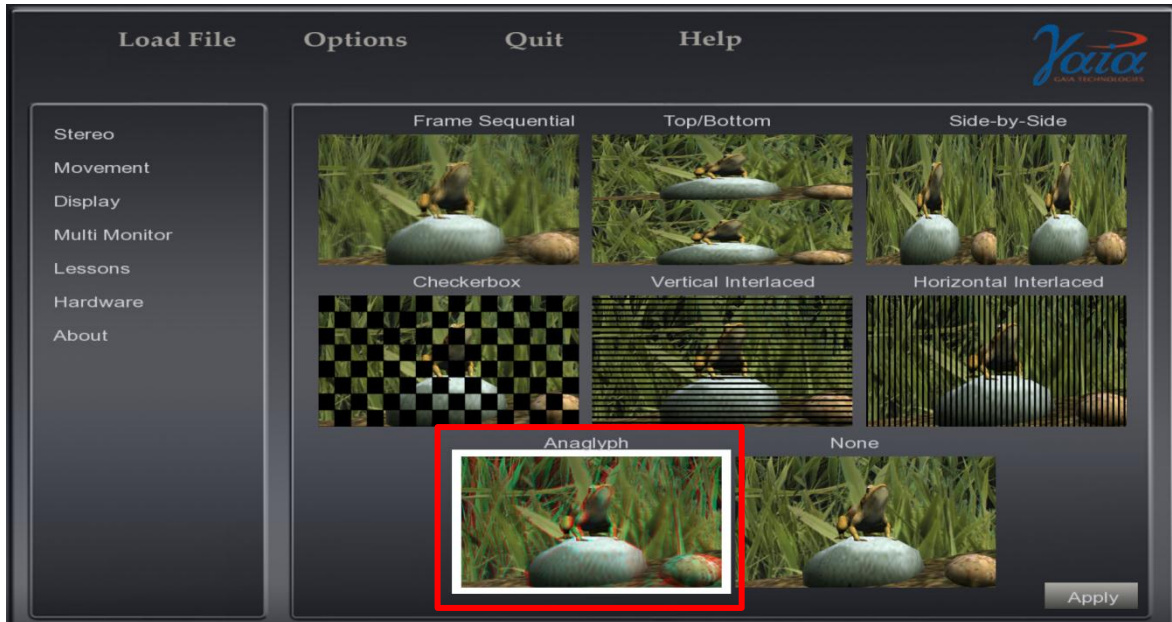 Load File Options Quit Help
gaia
GAIA TECHNOLOGIES
Stereo
Movement
Display
Multi Monitor
Lessons
Hardware
About
Frame Sequential Top/Bottom Side-by-Side
Checkerbox Vertical Interlaced Horizontal Interlaced
Anaglyph None
Apply